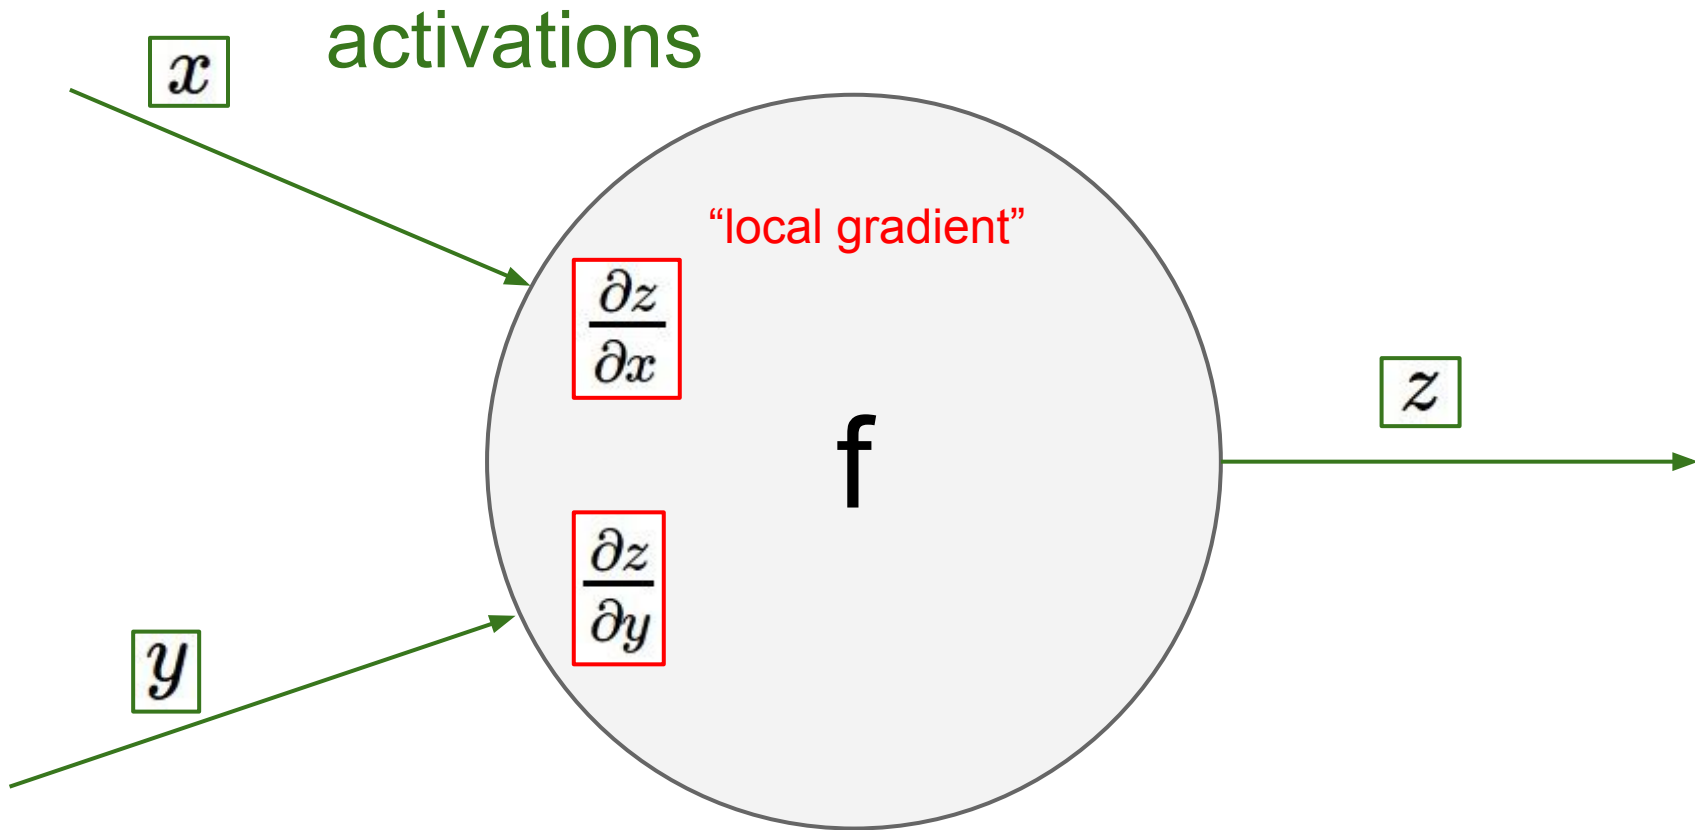 activations
x
“local gradient”
∂z
∂x
z
f
∂z
∂y
y